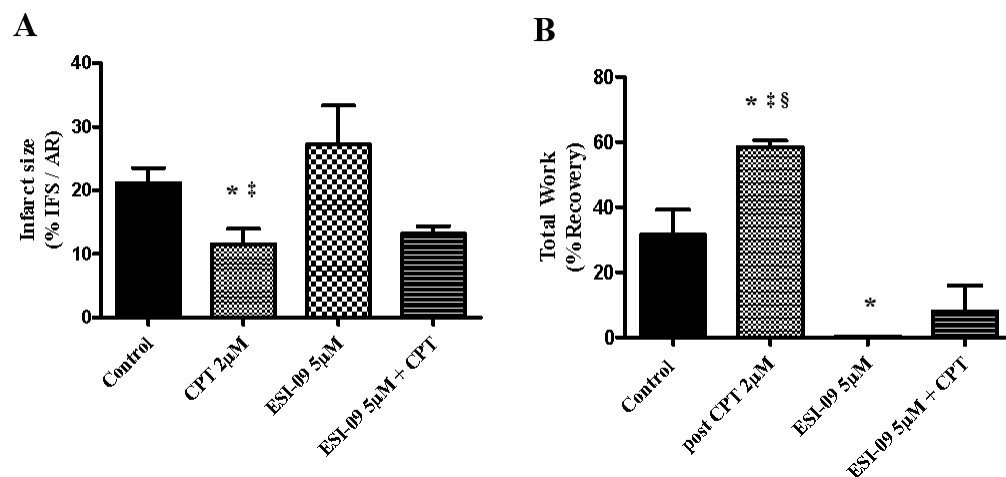 A
Infarct size
(% IFS / AR)
40
30
20
10
0
* ‡
Control
CPT 2µM
ESI-09 5µM
ESI-09 5µM + CPT
B
Total Work
(%Recovery)
80
60
40
20
0
* ‡ §
*
Control
post CPT 2µM
ESI-09 5µM
ESI-09 5µM + CPT